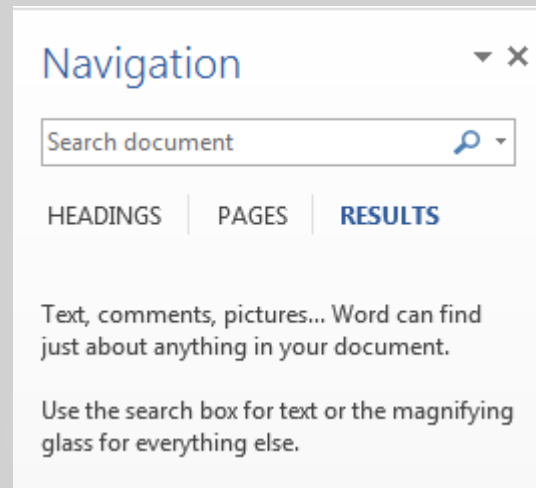 Navigation
Search document
HEADINGS PAGES RESULTS
Text, comments, pictures... Word can find
just about anything in your document.
Use the search box for text or the magnifying
glass for everything else.